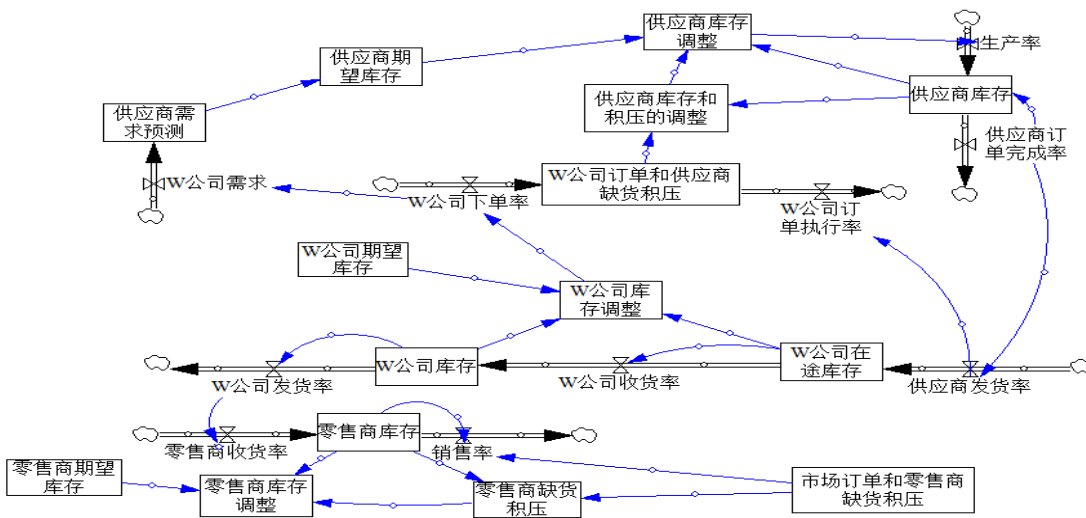 供应商库存
调整
生产率
供应商期
望库存
供应商需
求预测
供应商库存和
积压的调整
供应商库存
供应商订
单完成率
W公司需求
W公司下单率
W公司订单和供应商
缺货积压
W公司订
单执行率
W公司期望
库存
W公司库
存调整
W公司发货率
W公司库存
W公司收货率
W公司在
途库存
供应商发货率
零售商收货率
零售商库存
销售率
零售商期望
库存
零售商库存
调整
零售商缺货
积压
市场订单和零售商
缺货积压